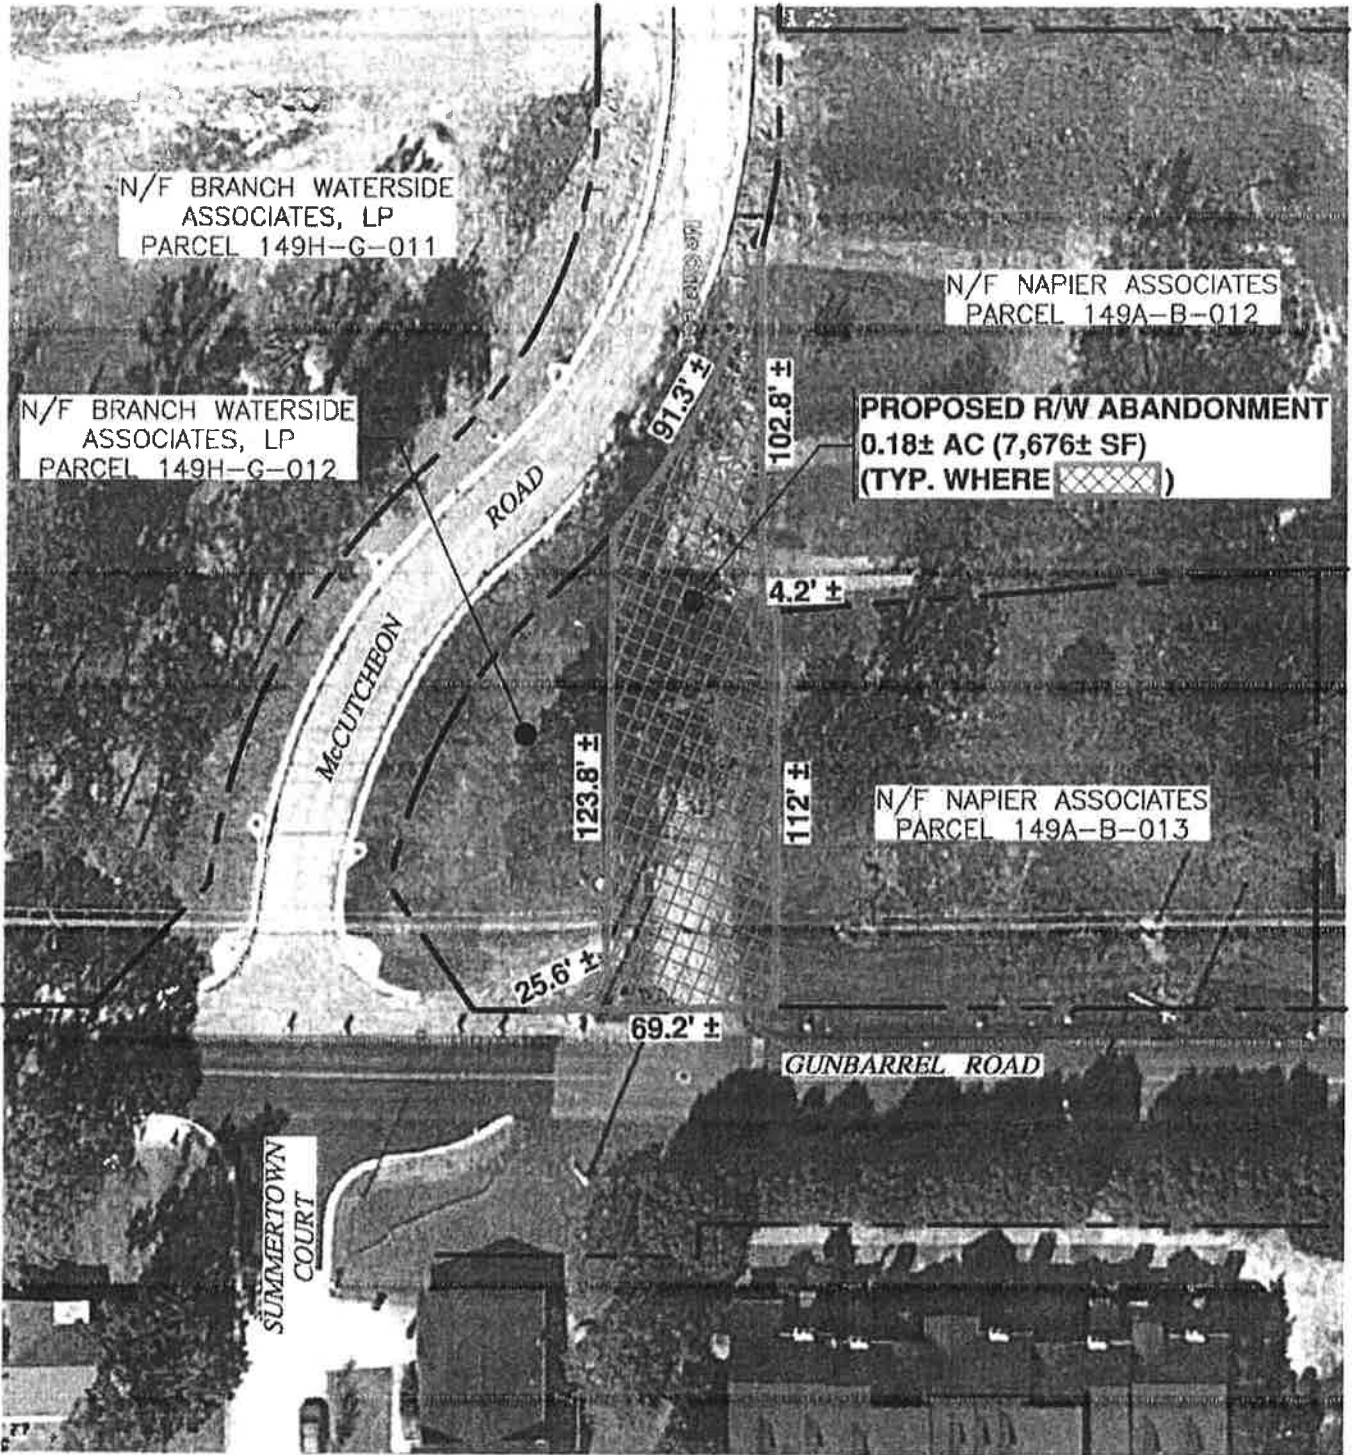 N/F BRANCH WATERSIDE
ASSOCIATES, LP
PARCEL 149H-G-011
N/F NAPIER ASSOCIATES
PARCEL 149A-B-012
N/F BRANCH WATERSIDE
ASSOCIATES, LP
PARCEL 149H-G-012
91.3' ±
102.8' ±
PROPOSED R/W ABANDONMENT
0.18± AC (7,676± SF)
(TYP. WHERE )
ROAD
4.2' ±
McCUTCHEON
123.8' ±
112' ±
N/F NAPIER ASSOCIATES
PARCEL 149A-B-013
25.6' ±
69.2' ±
GUNBARREL ROAD
SUMMERTOWN
COURT